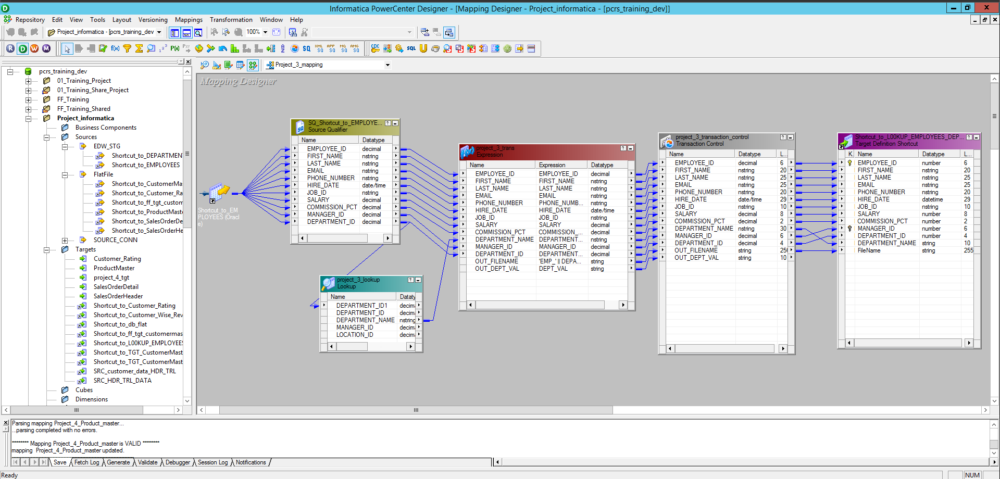 Informatica PowerCenter Designer - [Mapping Designer - Project_informatica - [pcrs_training_dev]]
Repository Edit View Tools Layout Versioning Mappings Transformation Window Help
Project_informatica - [pcrs_training_dev
100%
Project_3_mapping
pcrs_training_dev
01_Training_Project
01_Training_Share_Project
FF_Training
FF_Training_Shared
Project_informatica
Business Components
Sources
EDW_STG
Shortcut_to_DEPARTMEN
Shortcut_to_EMPLOYEES
FlatFile
Shortcut_to_CustomerMa
Shortcut_to_Customer_Ra
Shortcut_to_ff_tgt_custom
Shortcut_to_ProductMast
Shortcut_to_SalesOrderDe
Shortcut_to_SalesOrderHe
SOURCE_CONN
Targets
Customer_Rating
ProductMaster
project_4_tgt
SalesOrderDetail
SalesOrderHeader
Shortcut_to_Customer_Rating
Shortcut_to_Customer_Wise_Rev
Shortcut_to_db_flat
Shortcut_to_ff_tgt_customermas
Shortcut_to_L00KUP_EMPLOYEES
Shortcut_to_TGT_CustomerMast
Shortcut_to_TGT_CustomerMast
SRC_customer_data_HDR_TRL
SRC_HDR_TRL_DATA
Cubes
Dimensions
Mapping Designer
Shortcut_to_EM
PLOYEES (Oracl
e)
SQ_Shortcut_to_EMPLOYE...
Source Qualifier
Name Datatype
EMPLOYEE_ID decimal
FIRST_NAME nstring
LAST_NAME nstring
EMAIL nstring
PHONE_NUMBER nstring
HIRE_DATE date/time
JOB_ID nstring
SALARY decimal
COMMISSION_PCT decimal
MANAGER_ID decimal
DEPARTMENT_ID decimal
project_3_lookup
Lookup
Name Dataty
DEPARTMENT_ID1 decima
DEPARTMENT_ID decima
DEPARTMENT_NAME nstring
MANAGER_ID decima
LOCATION_ID decima
project_3_trans
Expression
Name Expression Datatype
EMPLOYEE_ID EMPLOYEE_ID decimal
FIRST_NAME FIRST_NAME nstring
LAST_NAME LAST_NAME nstring
EMAIL EMAIL nstring
PHONE_NUMBER PHONE_NUMB... nstring
HIRE_DATE HIRE_DATE date/time
JOB_ID JOB_ID nstring
SALARY SALARY decimal
COMMISSION_PCT COMMISSION_... decimal
DEPARTMENT_NAME DEPARTMENT... nstring
MANAGER_ID MANAGER_ID decimal
DEPARTMENT_ID DEPARTMENT... decimal
OUT_FILENAME 'EMP_'||DEPA... string
OUT_DEPT_VAL DEPT_VAL string
project_3_transaction_control
Transaction Control
Name Datatype L...
EMPLOYEE_ID decimal 6
FIRST_NAME nstring 20
LAST_NAME nstring 25
EMAIL nstring 25
PHONE_NUMBER nstring 20
HIRE_DATE date/time 29
JOB_ID nstring 10
SALARY decimal 8
COMMISSION_PCT decimal 2
DEPARTMENT_NAME nstring 30
MANAGER_ID decimal 6
DEPARTMENT_ID decimal 4
OUT_FILENAME string 25
OUT_DEPT_VAL string 10
Shortcut_to_L00KUP_EMPLOYEES_DEP...
Target Definition Shortcut
K. Name Datatype L...
EMPLOYEE_ID number 6
FIRST_NAME nstring 20
LAST_NAME nstring 25
EMAIL nstring 25
PHONE_NUMBER nstring 20
HIRE_DATE datetime 29
JOB_ID nstring 10
SALARY number 8
COMMISSION_PCT number 2
MANAGER_ID number 6
DEPARTMENT_ID number 4
DEPARTMENT_NAME string 10
FileName string 255
Parsing mapping Project_4_Product_master...
...parsing completed with no errors.
******** Mapping Project_4_Product_master is VALID ********
mapping Project_4_Product_master updated.
Save Fetch Log Generate Validate Debugger Session Log Notifications
Ready NUM